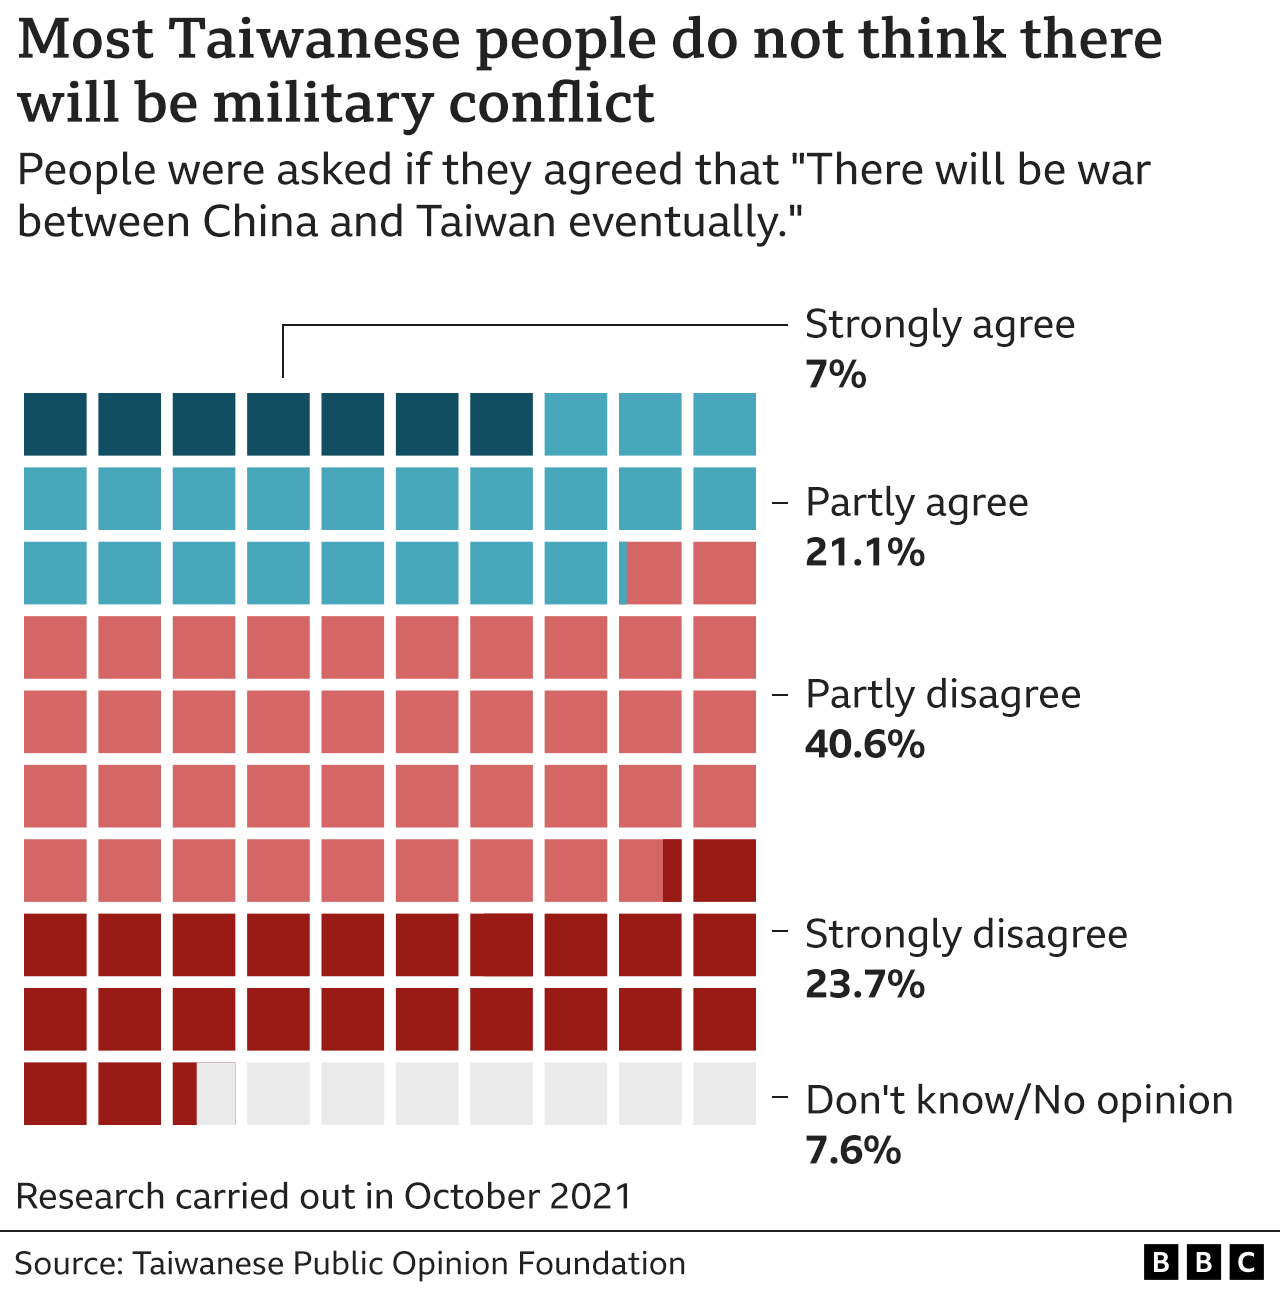 Most Taiwanese people do not think there
will be military conflict
People were asked if they agreed that "There will be war
between China and Taiwan eventually."
Strongly agree
7%
Partly agree
21.1%
Partly disagree
40.6%
Strongly disagree
23.7%
Don't know/No opinion
7.6%
Research carried out in October 2021
Source: Taiwanese Public Opinion Foundation
BBC